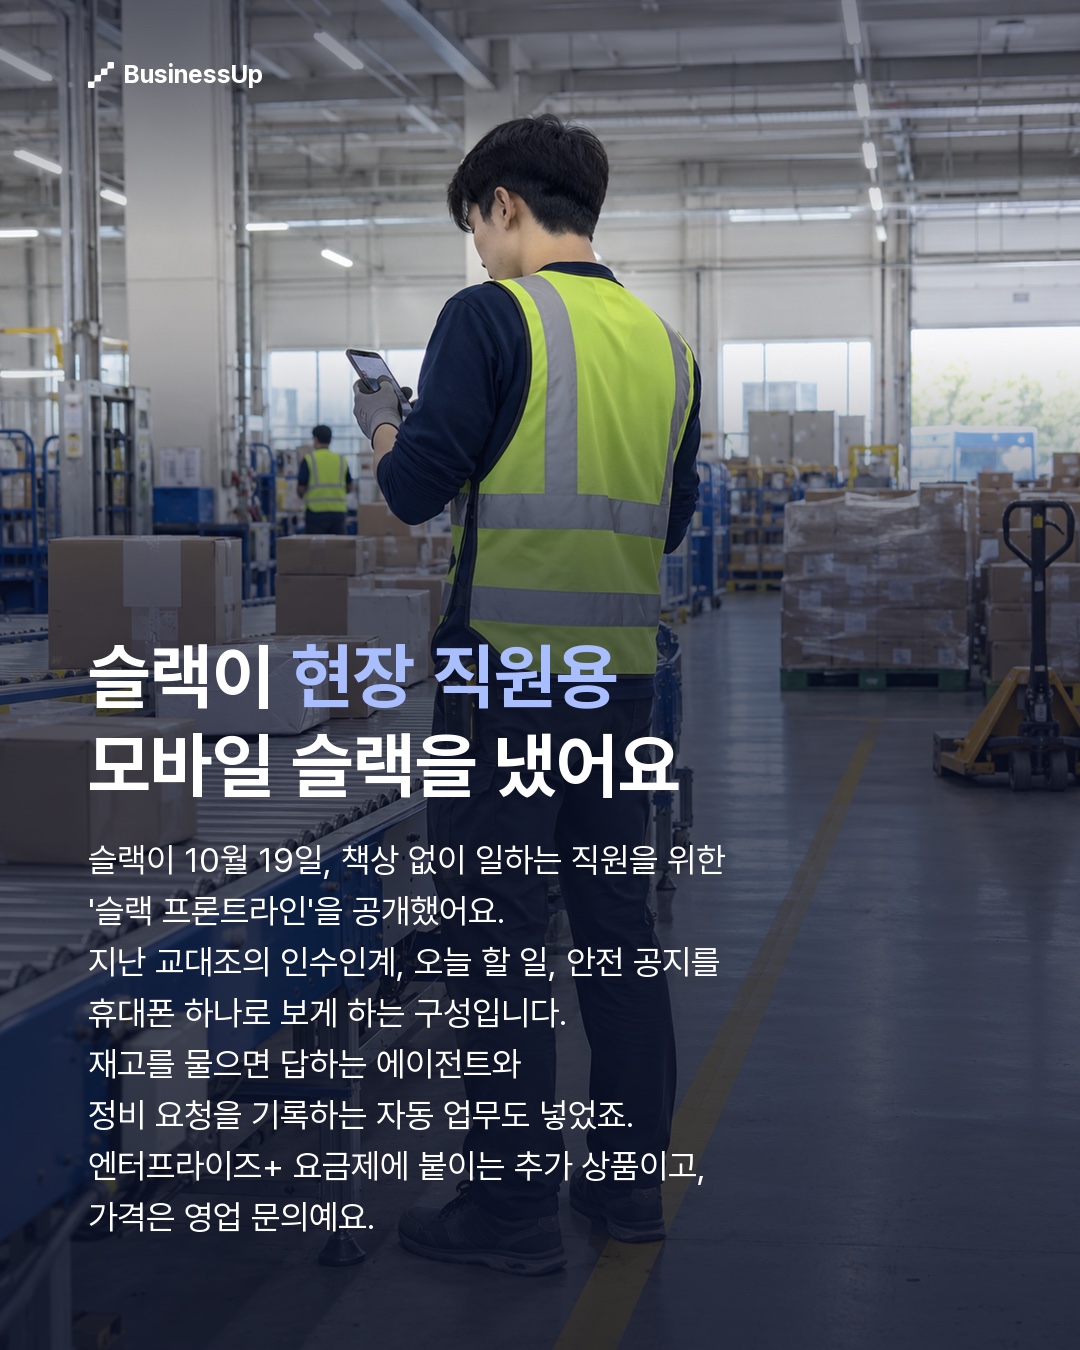 BusinessUp
슬랙이 현장 직원용
모바일 슬랙을 냈어요
슬랙이 10월 19일, 책상 없이 일하는 직원을 위한
'슬랙 프론트라인'을 공개했어요.
지난 교대조의 인수인계, 오늘 할 일, 안전 공지를
휴대폰 하나로 보게 하는 구성입니다.
재고를 물으면 답하는 에이전트와
정비 요청을 기록하는 자동 업무도 넣었죠.
엔터프라이즈+ 요금제에 붙이는 추가 상품이고,
가격은 영업 문의예요.